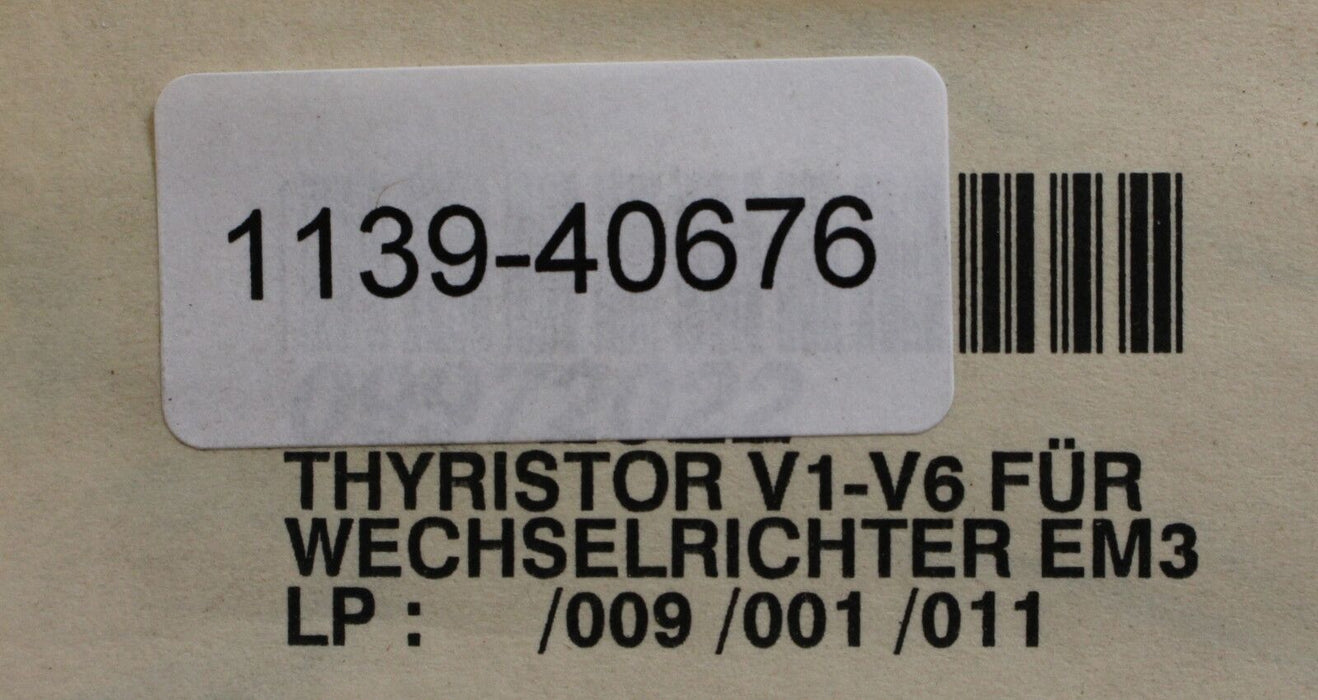 1139-40676
THYRISTOR V1-V6 FÜR
WECHSELRICHTER EM3
LP : /009 /001 /011